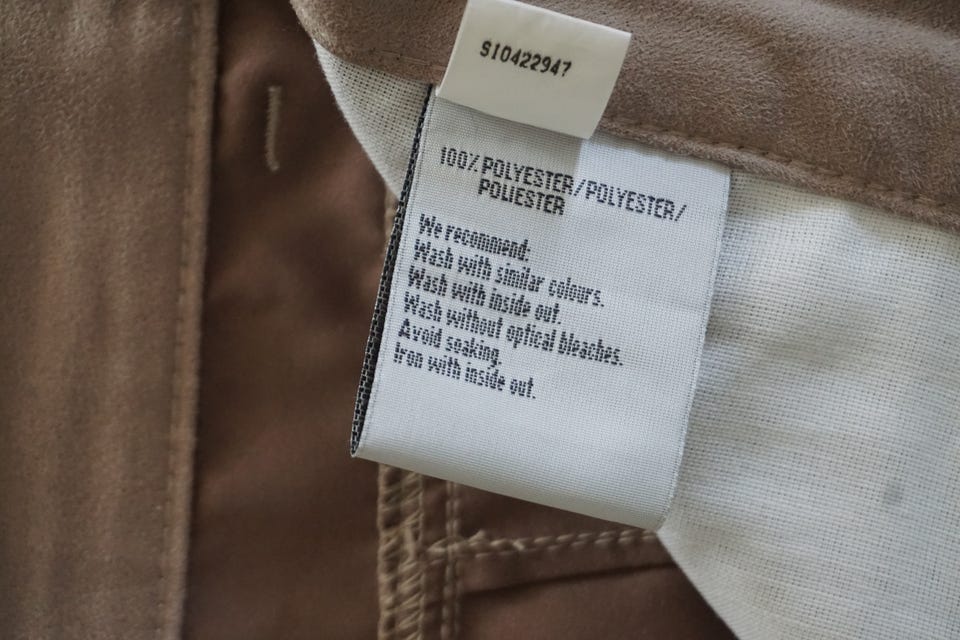 S10422947
100% POLYESTER/POLYESTER/
POLIESTER
We recommend:
Wash with similar colours.
Wash with inside out.
Wash without optical bleaches.
Avoid soaking.
Iron with inside out.